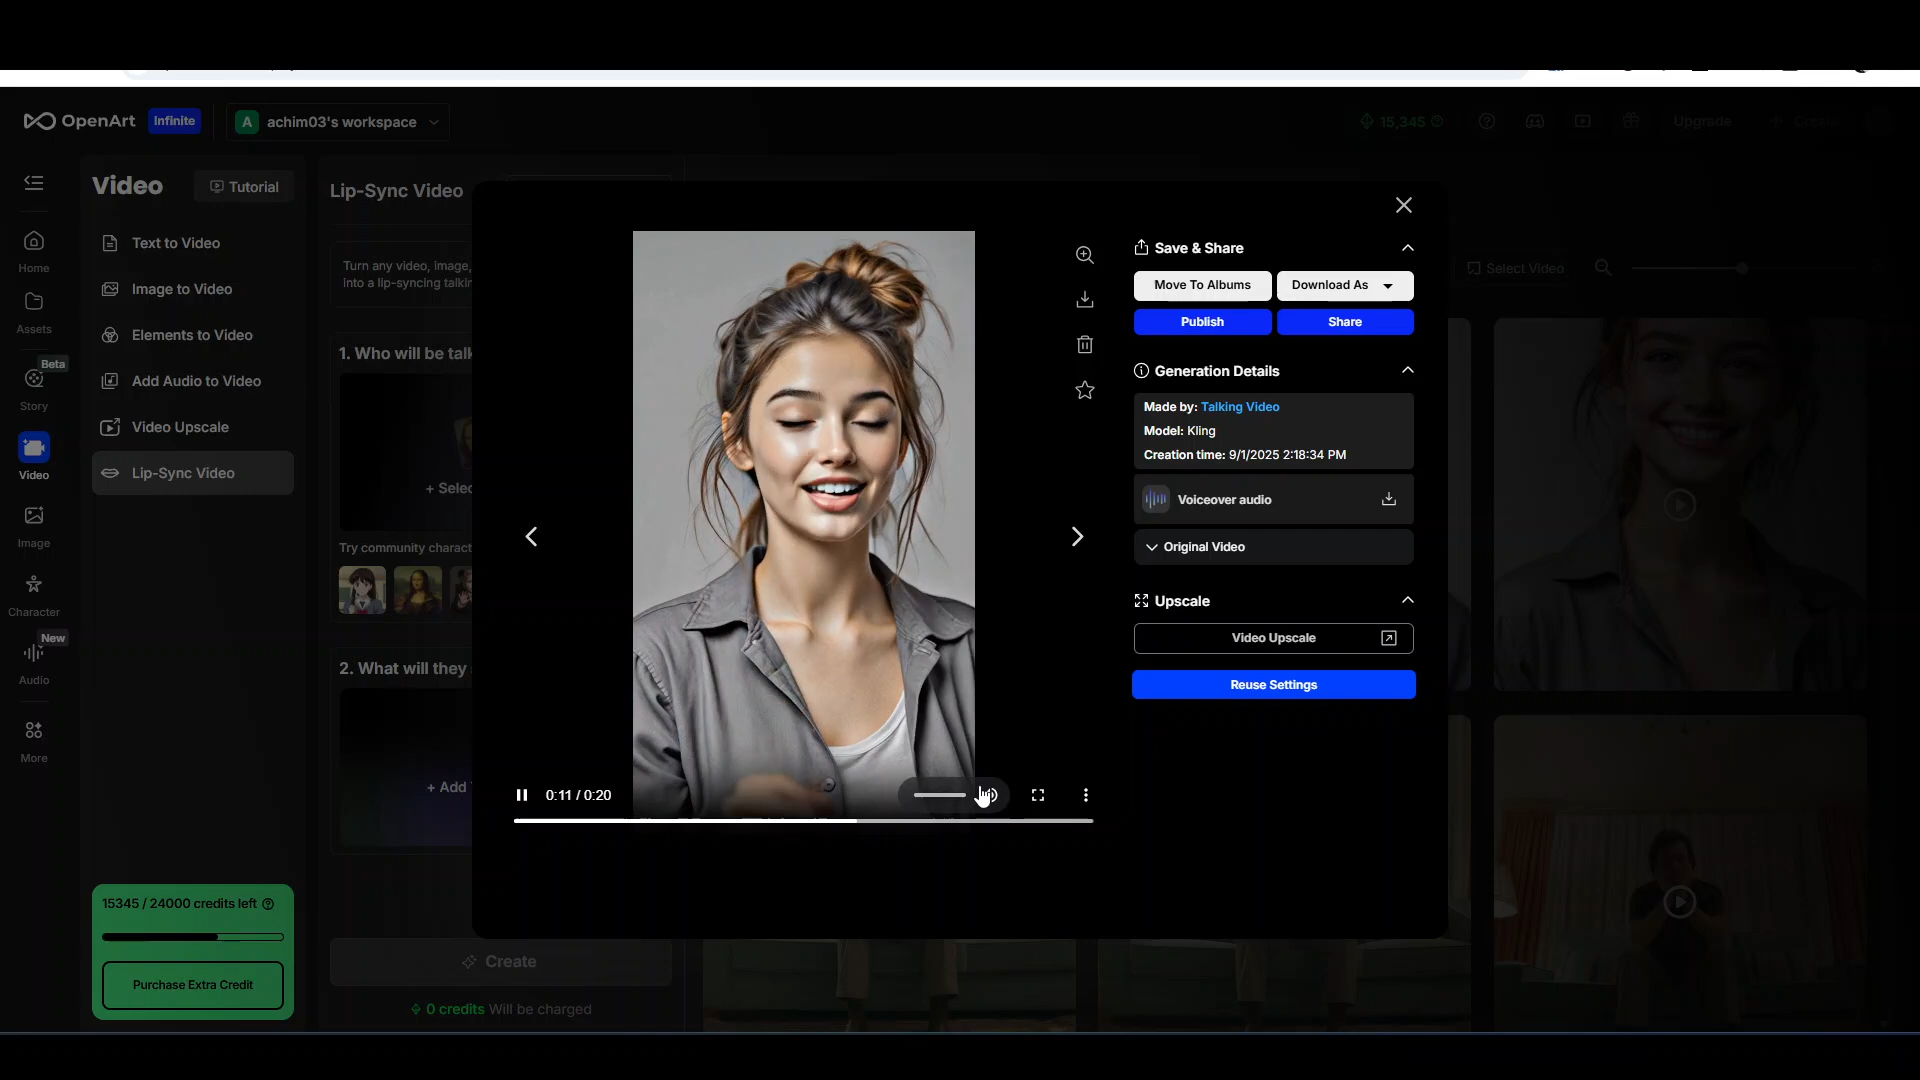 OpenArt Infinite A achim03's workspace 15,345 Upgrade
Video Tutorial
Text to Video
Image to Video
Elements to Video
Add Audio to Video
Video Upscale
Lip-Sync Video
Home
Assets
Beta
Story
Video
Image
Character
New
Audio
More
15345 / 24000 credits left
Purchase Extra Credit
Lip-Sync Video
Turn any video, image,
into a lip-syncing talkin
1. Who will be talk
+ Selec
Try community charact
2. What will they
+ Add
Create
0 credits Will be charged
0:11 / 0:20
Save & Share
Move To Albums Download As
Publish Share
Generation Details
Made by: Talking Video
Model: Kling
Creation time: 9/1/2025 2:18:34 PM
Voiceover audio
Original Video
Upscale
Video Upscale
Reuse Settings
Select Video